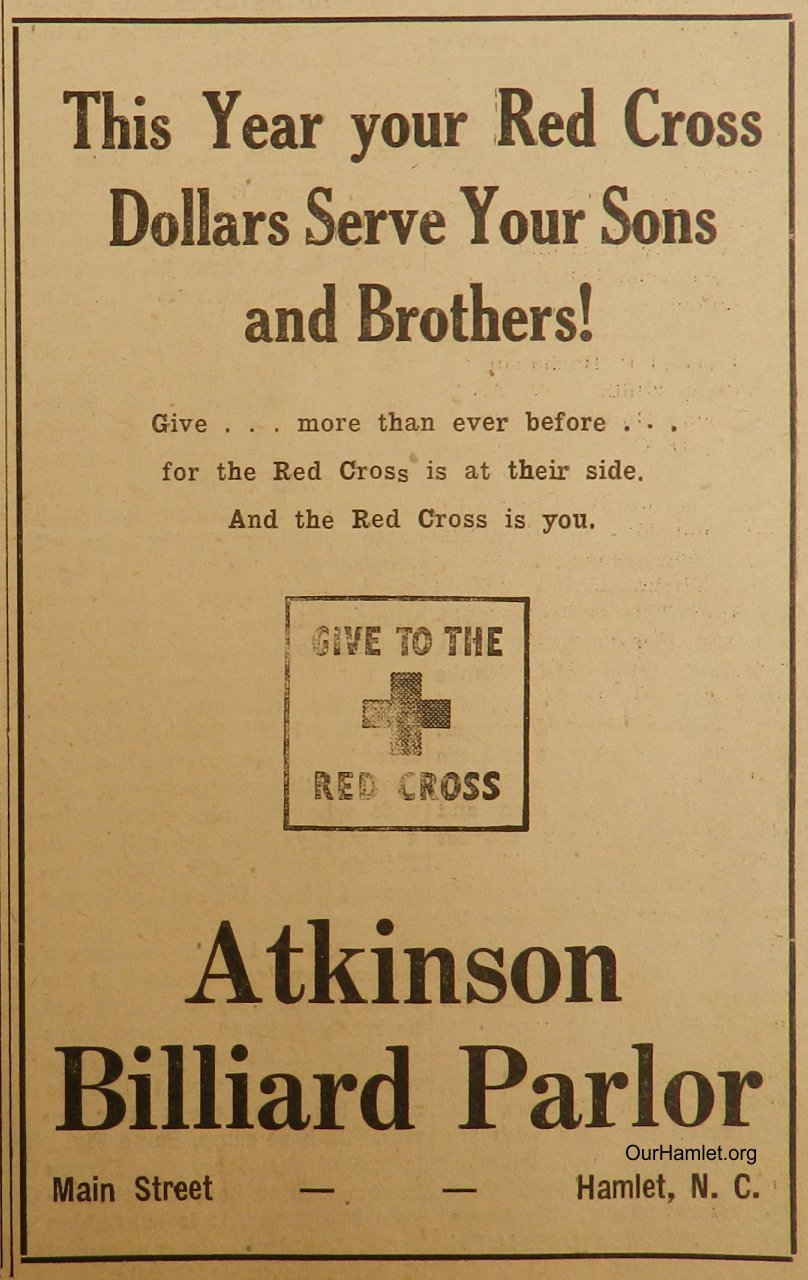 This Year your Red Cross
Dollars Serve Your Sons
and Brothers!
Give . . . more than ever before . . .
for the Red Cross is at their side.
And the Red Cross is you.
GIVE TO THE
RED CROSS
Atkinson
Billiard Parlor
OurHamlet.org
Main Street — — Hamlet, N. C.